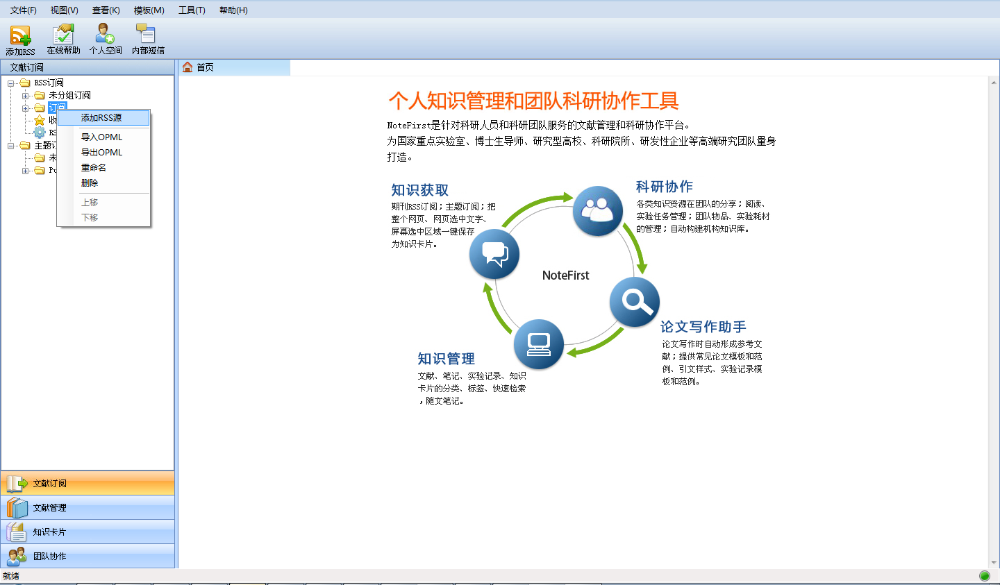 文件(F) 视图(V) 查看(K) 模板(M) 工具(T) 帮助(H)
添加RSS 在线帮助 个人空间 内部短信
文献订阅
首页
RSS订阅
未分组订阅
订阅
收
RS
主题订
未
Pu
添加RSS源
导入OPML
导出OPML
重命名
删除
上移
下移
个人知识管理和团队科研协作工具
NoteFirst是针对科研人员和科研团队服务的文献管理和科研协作平台。
为国家重点实验室、博士生导师、研究型高校、科研院所、研发性企业等高端研究团队量身
打造。
知识获取
期刊RSS订阅；主题订阅；把
整个网页、网页选中文字、
屏幕选中区域一键保存
为知识卡片。
科研协作
各类知识资源在团队的分享；阅读、
实验任务管理；团队物品、实验耗材
的管理；自动构建机构知识库。
NoteFirst
论文写作助手
论文写作时自动形成参考文
献；提供常见论文模板和范
例、引文样式、实验记录模
板和范例。
知识管理
文献、笔记、实验记录、知识
卡片的分类、标签、快速检索
，随文笔记。
文献订阅
文献管理
知识卡片
团队协作
就绪